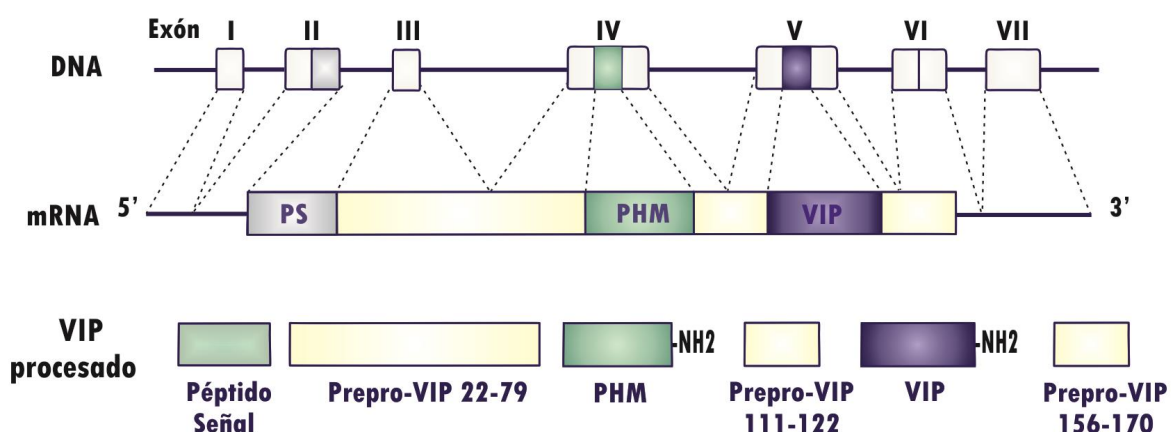 Exón I II III IV V VI VII
DNA
mRNA 5' PS PHM VIP 3'
VIP
procesado
-NH2 -NH2
Péptido
Señal
Prepro-VIP 22-79
PHM
Prepro-VIP
111-122
VIP
Prepro-VIP
156-170